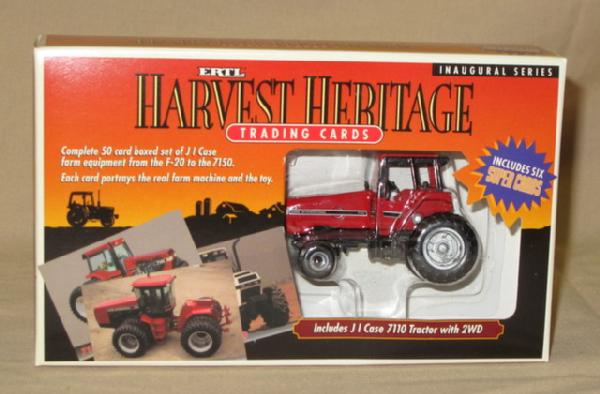 ERTL
INAUGURAL SERIES
HARVEST HERITAGE
TRADING CARDS
Complete 50 card boxed set of J I Case
farm equipment from the F-20 to the 7150.
Each card portrays the real farm machine and the toy.
INCLUDES SIX
SUPER CARDS
includes J I Case 7110 Tractor with 2WD